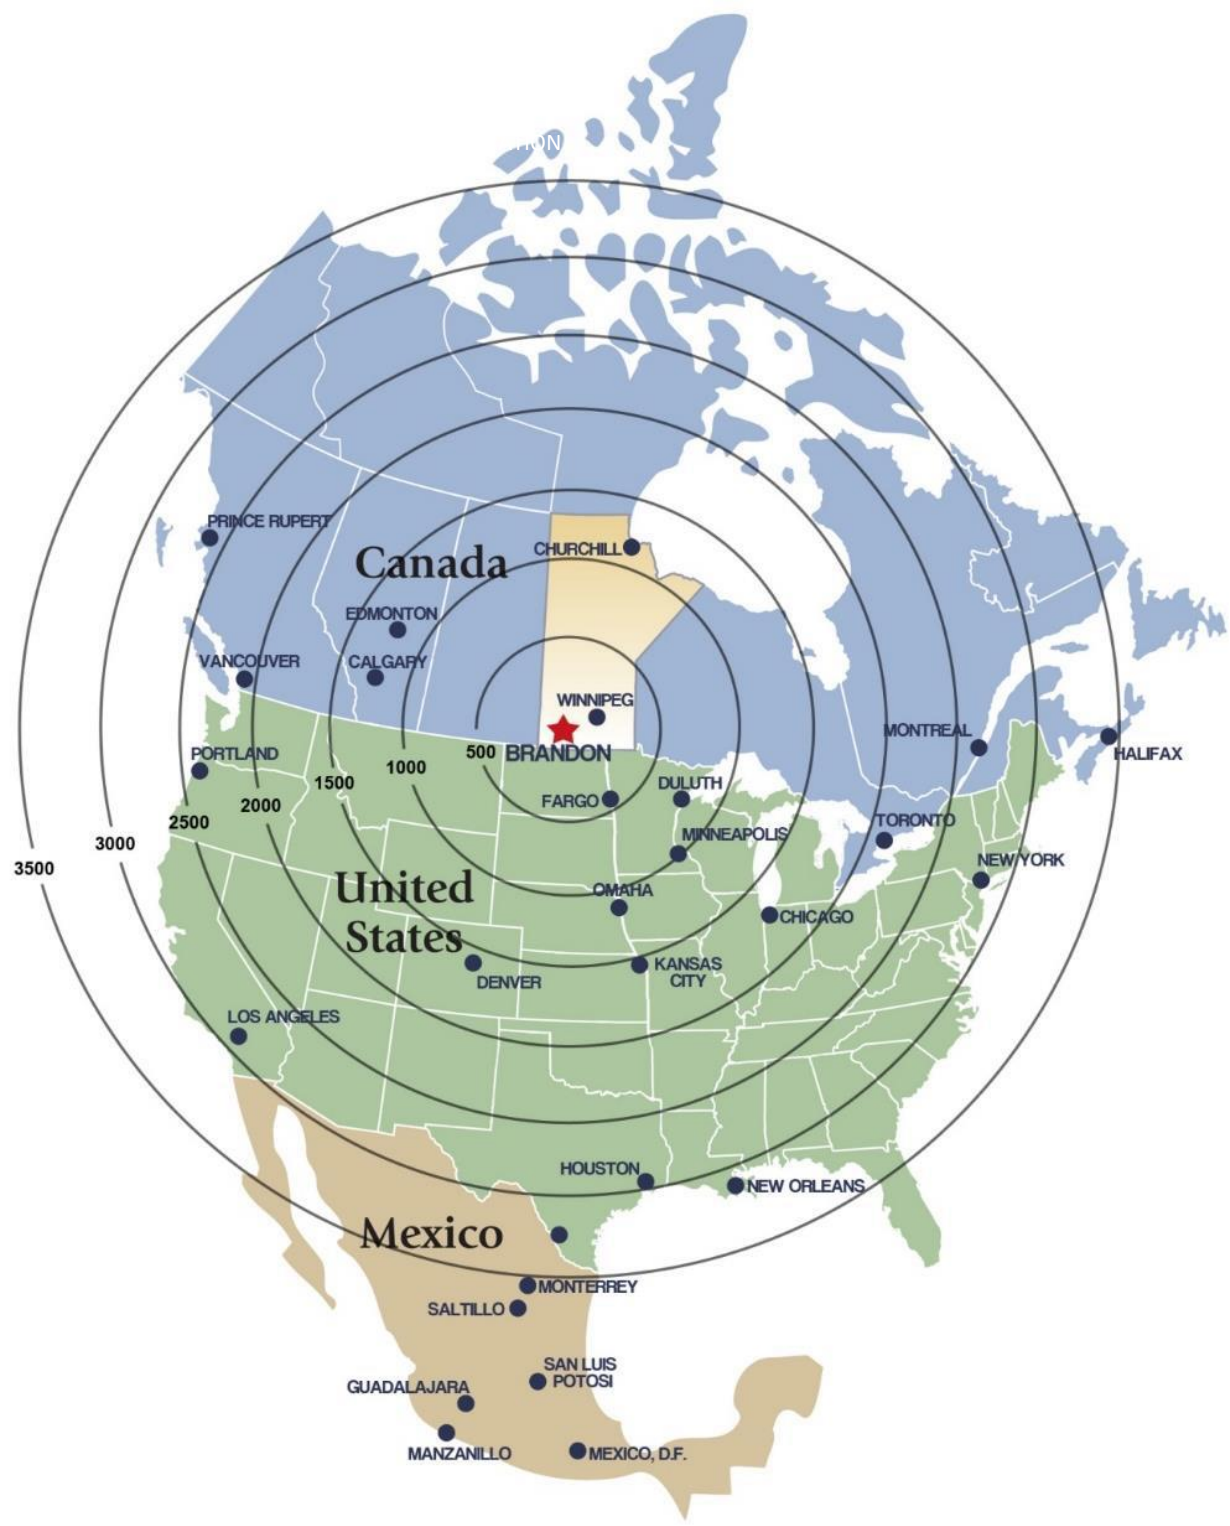 TION
PRINCE RUPERT
CHURCHILL
Canada
EDMONTON
VANCOUVER
CALGARY
WINNIPEG
BRANDON
MONTREAL
HALIFAX
PORTLAND
500
1000
1500
2000
2500
3000
3500
DULUTH
FARGO
TORONTO
MINNEAPOLIS
NEW YORK
United
States
OMAHA
CHICAGO
KANSAS
CITY
DENVER
LOS ANGELES
HOUSTON
NEW ORLEANS
Mexico
MONTERREY
SALTILLO
SAN LUIS
POTOSI
GUADALAJARA
MANZANILLO
MEXICO, D.F.